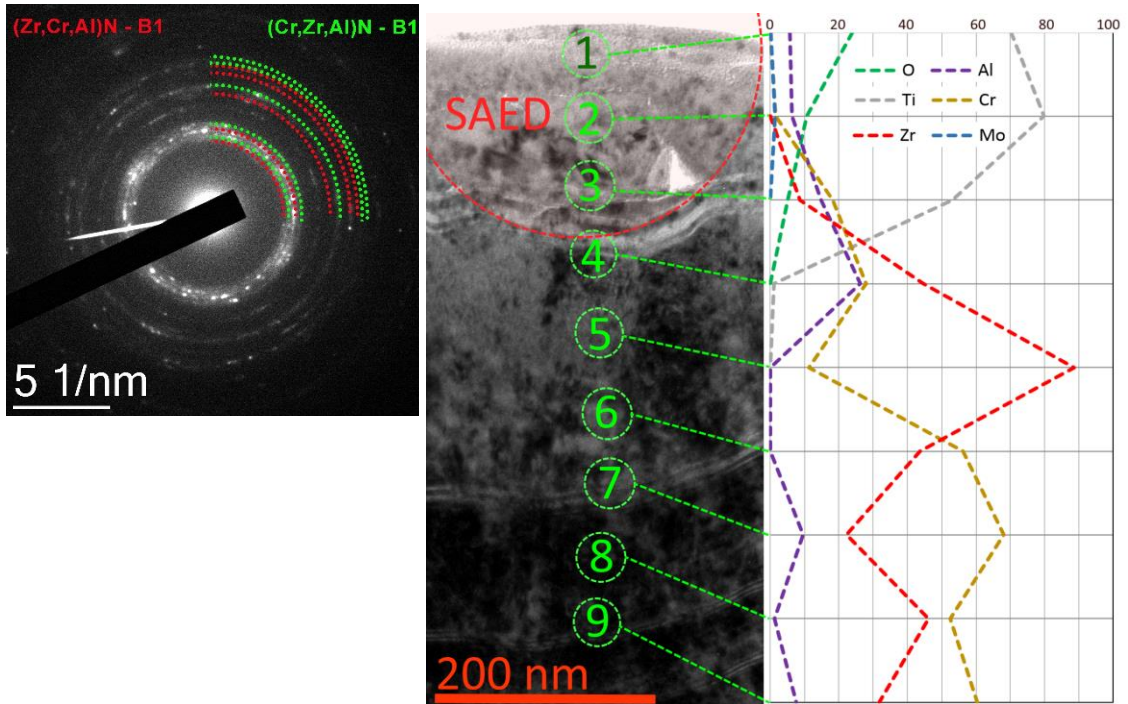 (Zr,Cr,Al)N - B1
(Cr,Zr,Al)N - B1
5 1/nm
SAED
1
2
3
4
5
6
7
8
9
200 nm
0 20 40 60 80 100
O Al
Ti Cr
Zr Mo